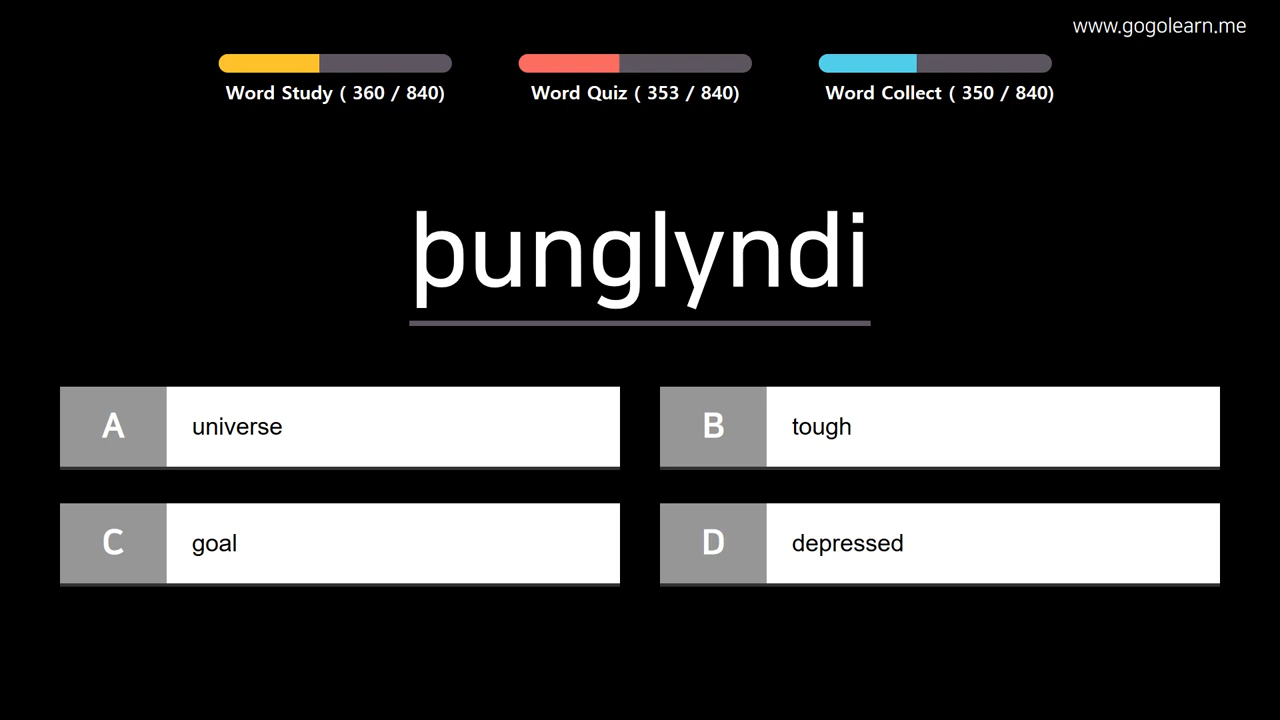 www.gogolearn.me
Word Study ( 360 / 840)
Word Quiz ( 353 / 840)
Word Collect ( 350 / 840)
þunglyndi
A universe
B tough
C goal
D depressed